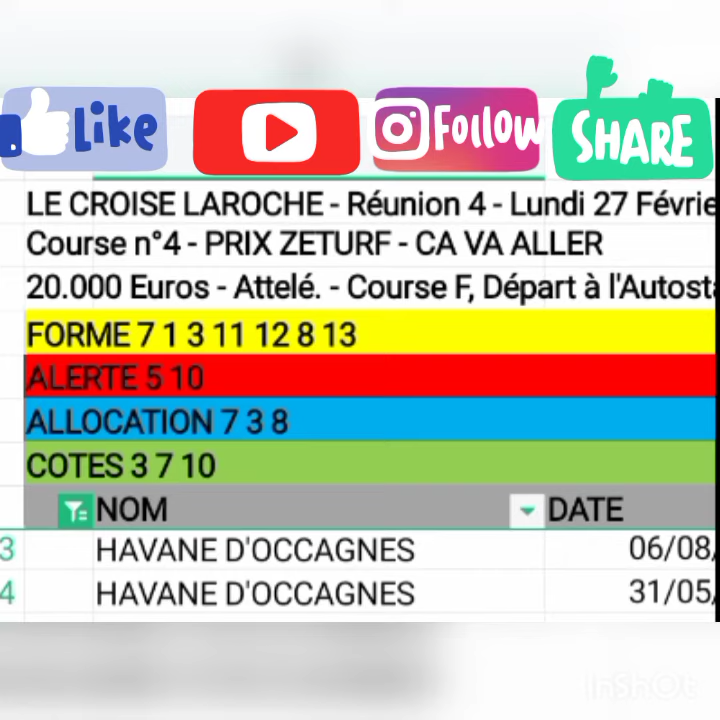 Like
Follow
SHARE
LE CROISE LAROCHE - Réunion 4 - Lundi 27 Févrie
Course n°4 - PRIX ZETURF - CA VA ALLER
20.000 Euros - Attelé. - Course F, Départ à l'Autost
FORME 7 1 3 11 12 8 13
ALERTE 5 10
ALLOCATION 7 3 8
COTES 3 7 10
NOM DATE
3 HAVANE D'OCCAGNES 06/08/
4 HAVANE D'OCCAGNES 31/05/
InShOt